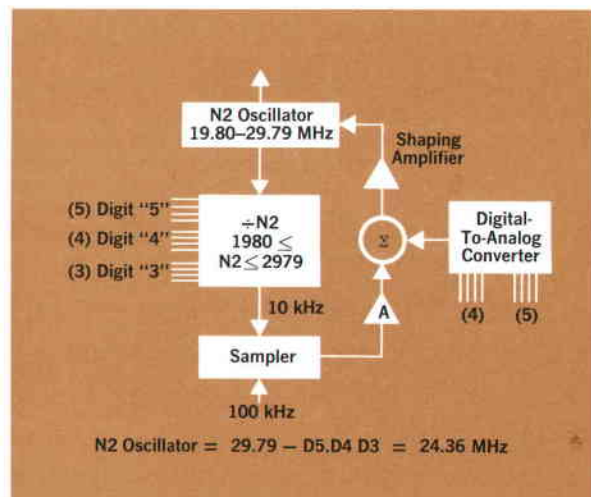 N2 Oscillator
19.80–29.79 MHz
Shaping
Amplifier
(5) Digit "5"
(4) Digit "4"
(3) Digit "3"
÷N2
1980 ≤
N2 ≤ 2979
Σ
Digital-
To-Analog
Converter
(4) (5)
10 kHz
A
Sampler
100 kHz
N2 Oscillator = 29.79 – D5.D4 D3 = 24.36 MHz